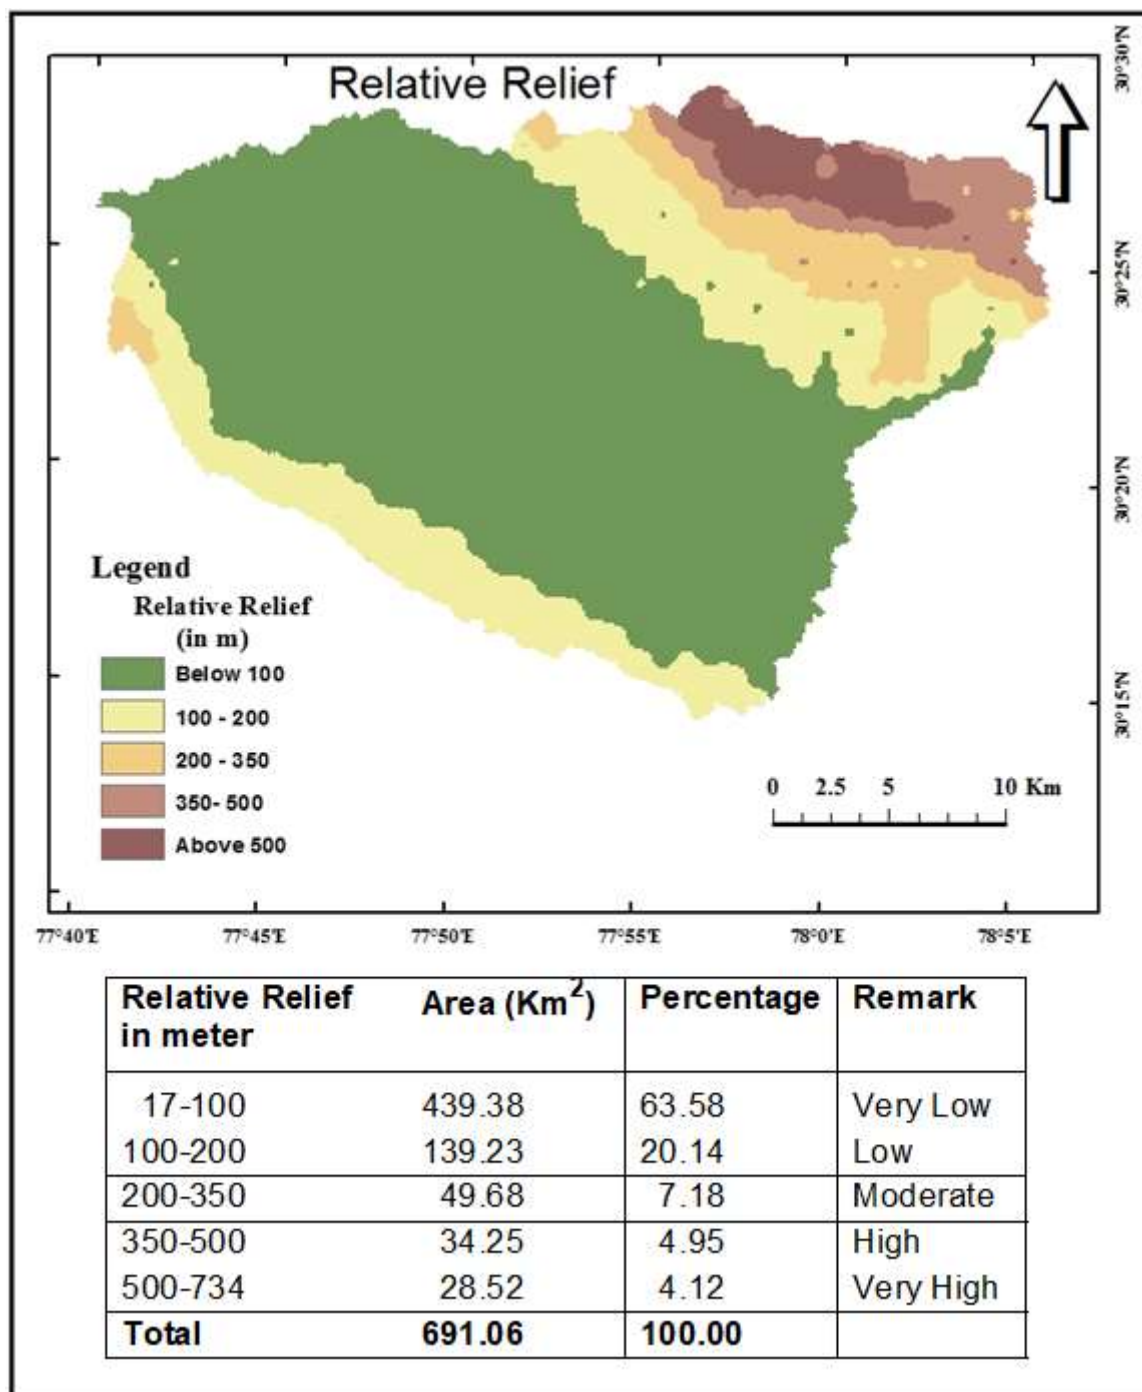 Relative Relief
30°30'N
30°25'N
30°20'N
30°15'N
Legend
Relative Relief
(in m)
Below 100
100 - 200
200 - 350
350- 500
Above 500
0 2.5 5 10 Km
77°40'E 77°45'E 77°50'E 77°55'E 78°0'E 78°5'E
Relative Relief in meter Area (Km²) Percentage Remark
17-100 439.38 63.58 Very Low
100-200 139.23 20.14 Low
200-350 49.68 7.18 Moderate
350-500 34.25 4.95 High
500-734 28.52 4.12 Very High
Total 691.06 100.00